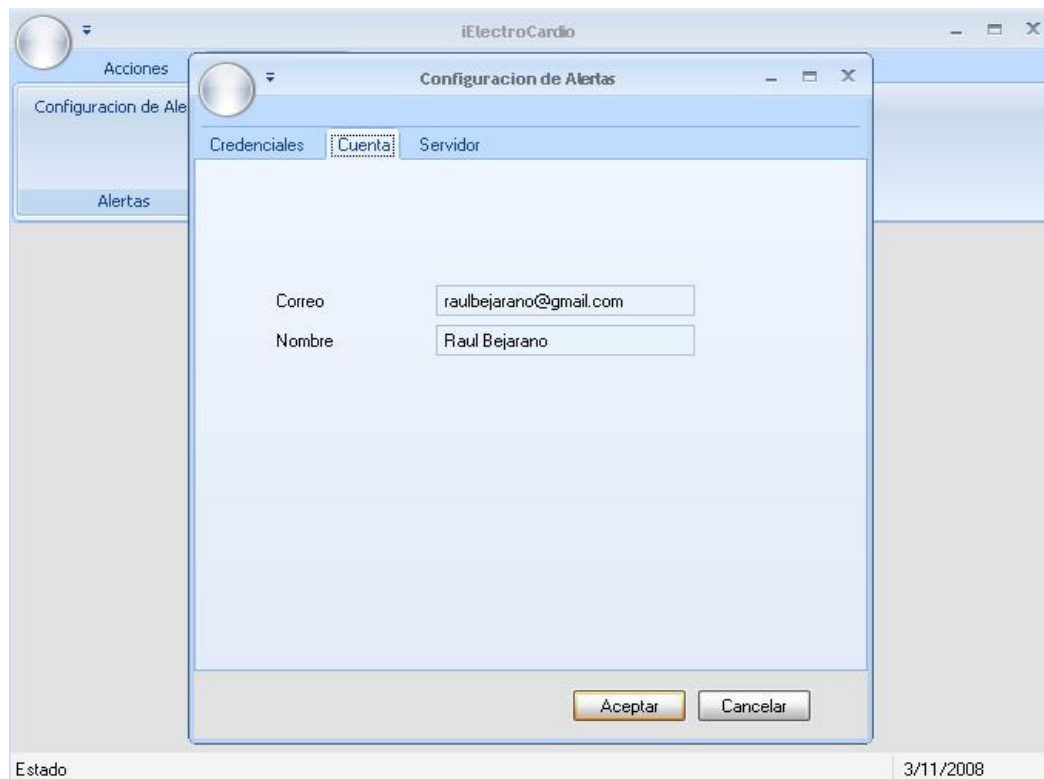 iElectroCardio
Acciones
Configuracion de Ale
Alertas
Configuracion de Alertas
Credenciales Cuenta Servidor
Correo raulbejarano@gmail.com
Nombre Raul Bejarano
Aceptar Cancelar
Estado 3/11/2008